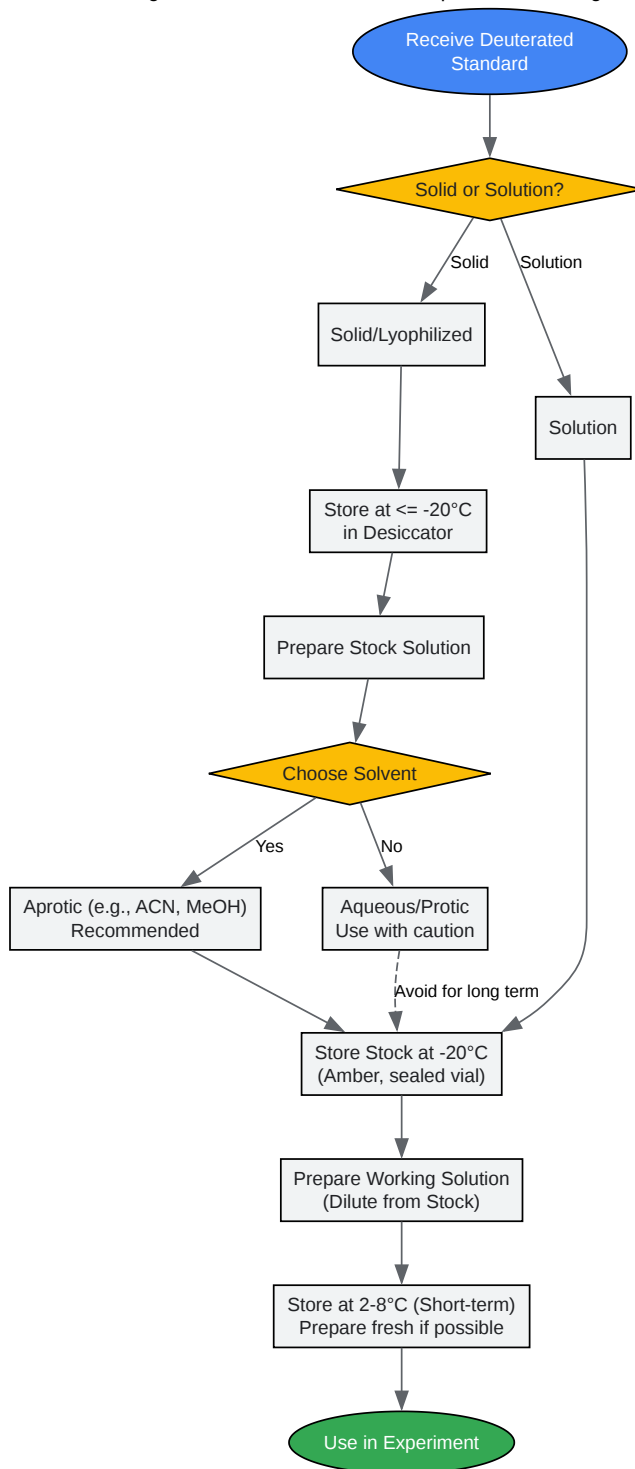 Receive Deuterated
Standard
Solid or Solution?
Solid
Solution
Solid/Lyophilized
Solution
Store at <= -20°C
in Desiccator
Prepare Stock Solution
Choose Solvent
Yes
No
Aprotic (e.g., ACN, MeOH)
Recommended
Aqueous/Protic
Use with caution
Avoid for long term
Store Stock at -20°C
(Amber, sealed vial)
Prepare Working Solution
(Dilute from Stock)
Store at 2-8°C (Short-term)
Prepare fresh if possible
Use in Experiment